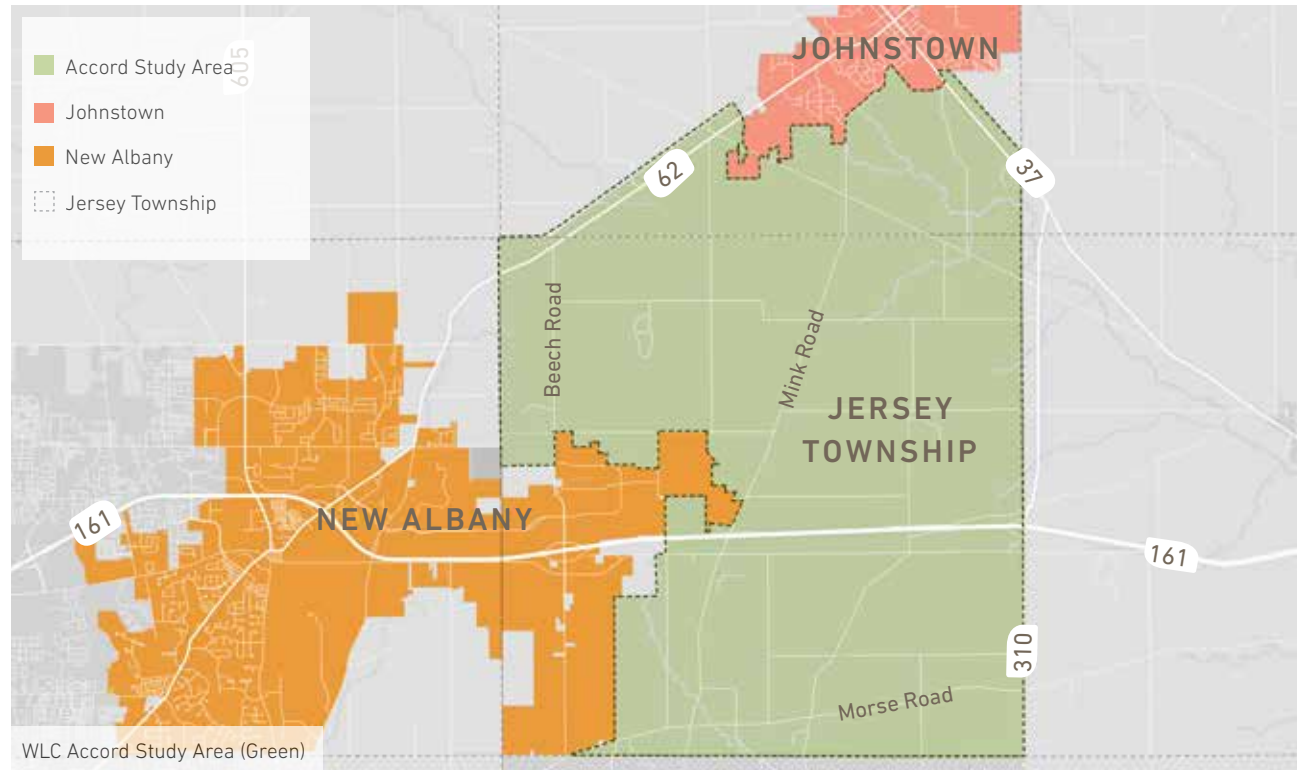 Accord Study Area
Johnstown
New Albany
Jersey Township
605
JOHNSTOWN
62
37
Beech Road
Mink Road
JERSEY
TOWNSHIP
NEW ALBANY
161
161
310
Morse Road
WLC Accord Study Area (Green)